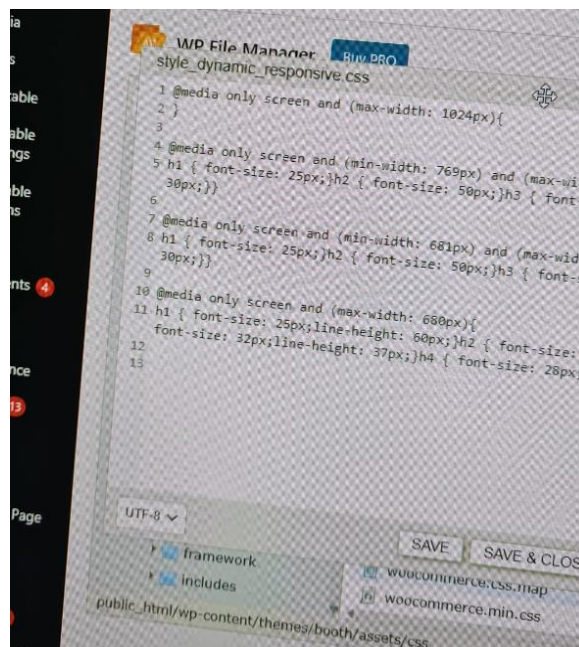 ia
s
able
WP File Manager
Buy PRO
style_dynamic_responsive.css
1 @media only screen and (max-width: 1024px){
2 }
3
4 @media only screen and (min-width: 769px) and (max-wi
5 h1 { font-size: 25px;}h2 { font-size: 50px;}h3 { font
30px;}}
6
7 @media only screen and (min-width: 681px) and (max-wid
8 h1 { font-size: 25px;}h2 { font-size: 50px;}h3 { font-
30px;}}
9
10 @media only screen and (max-width: 680px){
11 h1 { font-size: 25px;line-height: 60px;}h2 { font-size:
font-size: 32px;line-height: 37px;}h4 { font-size: 28px;
12
13
able
ngs
able
ns
nts 4
nce
13
Page
UTF-8
SAVE
SAVE & CLOS
framework
includes
woocommerce.css.map
woocommerce.min.css
public_html/wp-content/themes/booth/assets/css